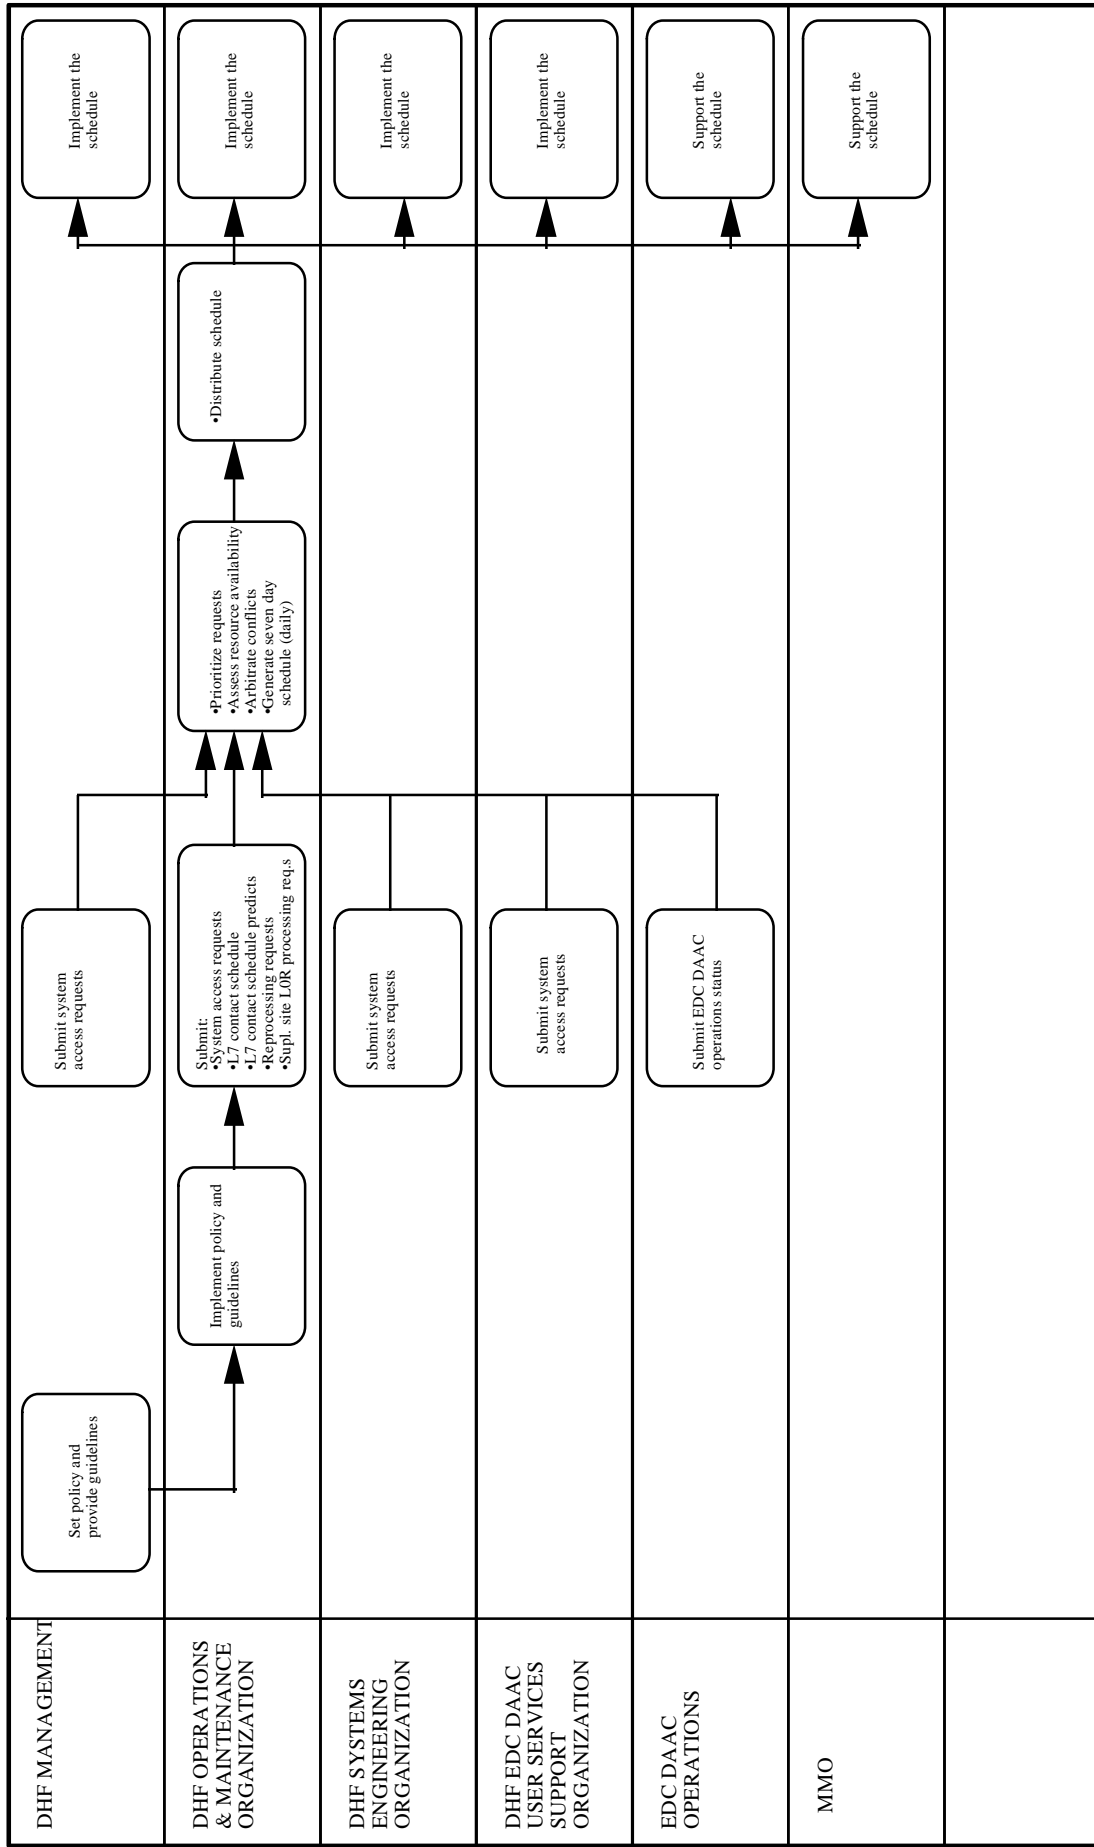 DHF MANAGEMENT
Set policy and
provide guidelines
Submit system
access requests
Implement the
schedule
DHF OPERATIONS
& MAINTENANCE
ORGANIZATION
Implement policy and
guidelines
Submit:
•System access requests
•L7 contact schedule
•L7 contact schedule predicts
•Reprocessing requests
•Supl. site L0R processing req.s
•Prioritize requests
•Assess resource availability
•Arbitrate conflicts
•Generate seven day
schedule (daily)
•Distribute schedule
Implement the
schedule
DHF SYSTEMS
ENGINEERING
ORGANIZATION
Submit system
access requests
Implement the
schedule
DHF EDC DAAC
USER SERVICES
SUPPORT
ORGANIZATION
Submit system
access requests
Implement the
schedule
EDC DAAC
OPERATIONS
Submit EDC DAAC
operations status
Support the
schedule
MMO
Support the
schedule